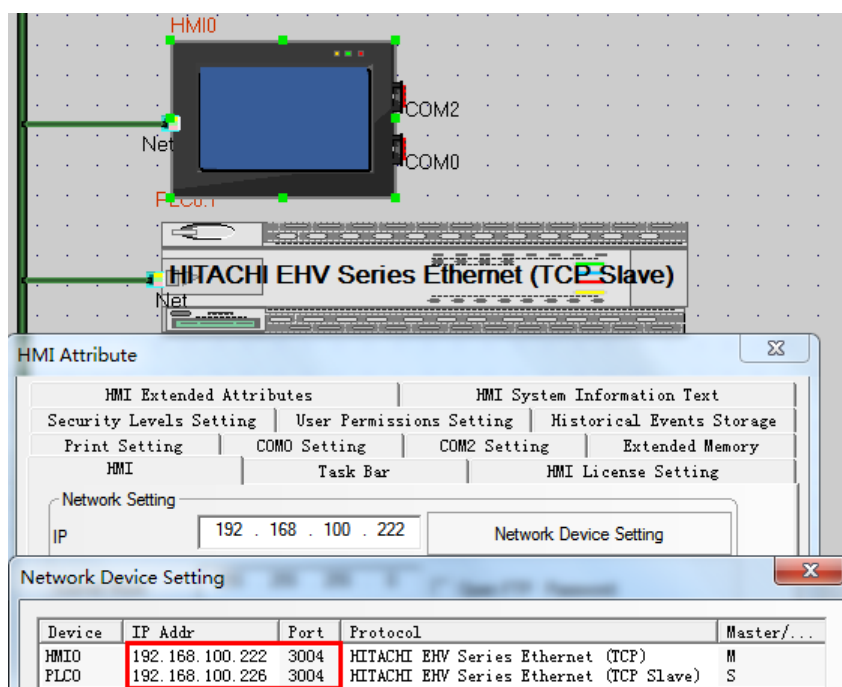 HMI0
COM2
Net
COM0
PLC0:1
HITACHI EHV Series Ethernet (TCP Slave)
Net
HMI Attribute
HMI Extended Attributes HMI System Information Text
Security Levels Setting User Permissions Setting Historical Events Storage
Print Setting COM0 Setting COM2 Setting Extended Memory
HMI Task Bar HMI License Setting
Network Setting
IP 192 . 168 . 100 . 222 Network Device Setting
Network Device Setting
Device IP Addr Port Protocol Master/...
HMI0 192.168.100.222 3004 HITACHI EHV Series Ethernet (TCP) M
PLC0 192.168.100.226 3004 HITACHI EHV Series Ethernet (TCP Slave) S